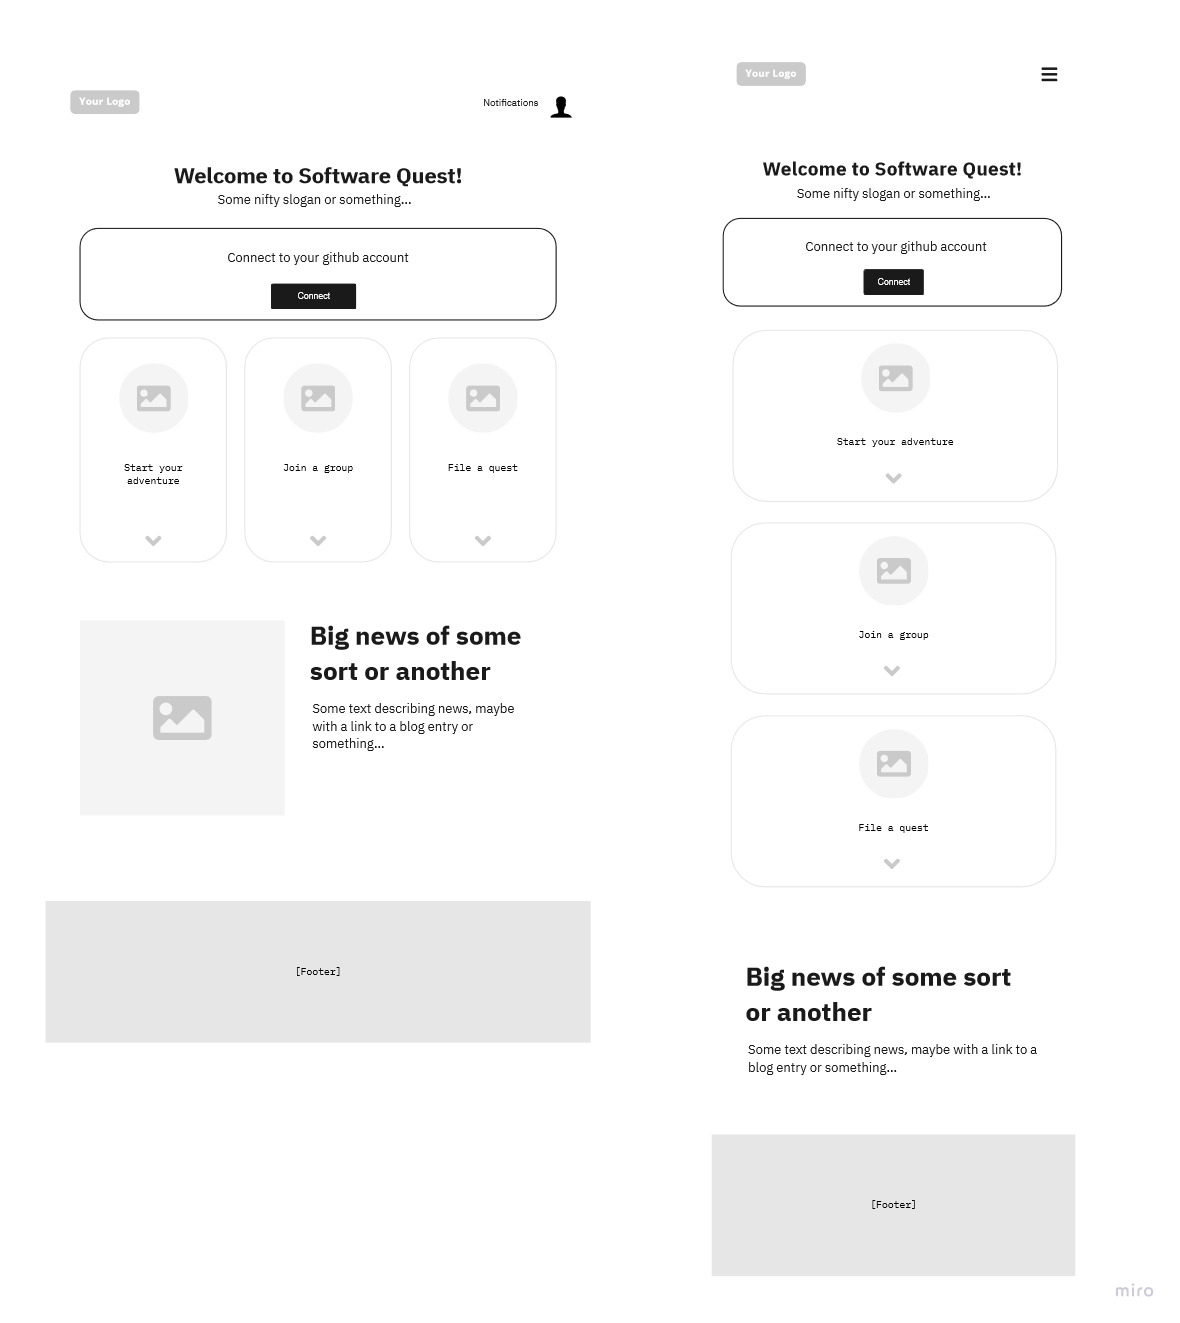 Your Logo
Notifications
Welcome to Software Quest!
Some nifty slogan or something...
Connect to your github account
Connect
Start your
adventure
Join a group
File a quest
Big news of some
sort or another
Some text describing news, maybe
with a link to a blog entry or
something...
[Footer]
Your Logo
Welcome to Software Quest!
Some nifty slogan or something...
Connect to your github account
Connect
Start your adventure
Join a group
File a quest
Big news of some sort
or another
Some text describing news, maybe with a link to a
blog entry or something...
[Footer]
miro